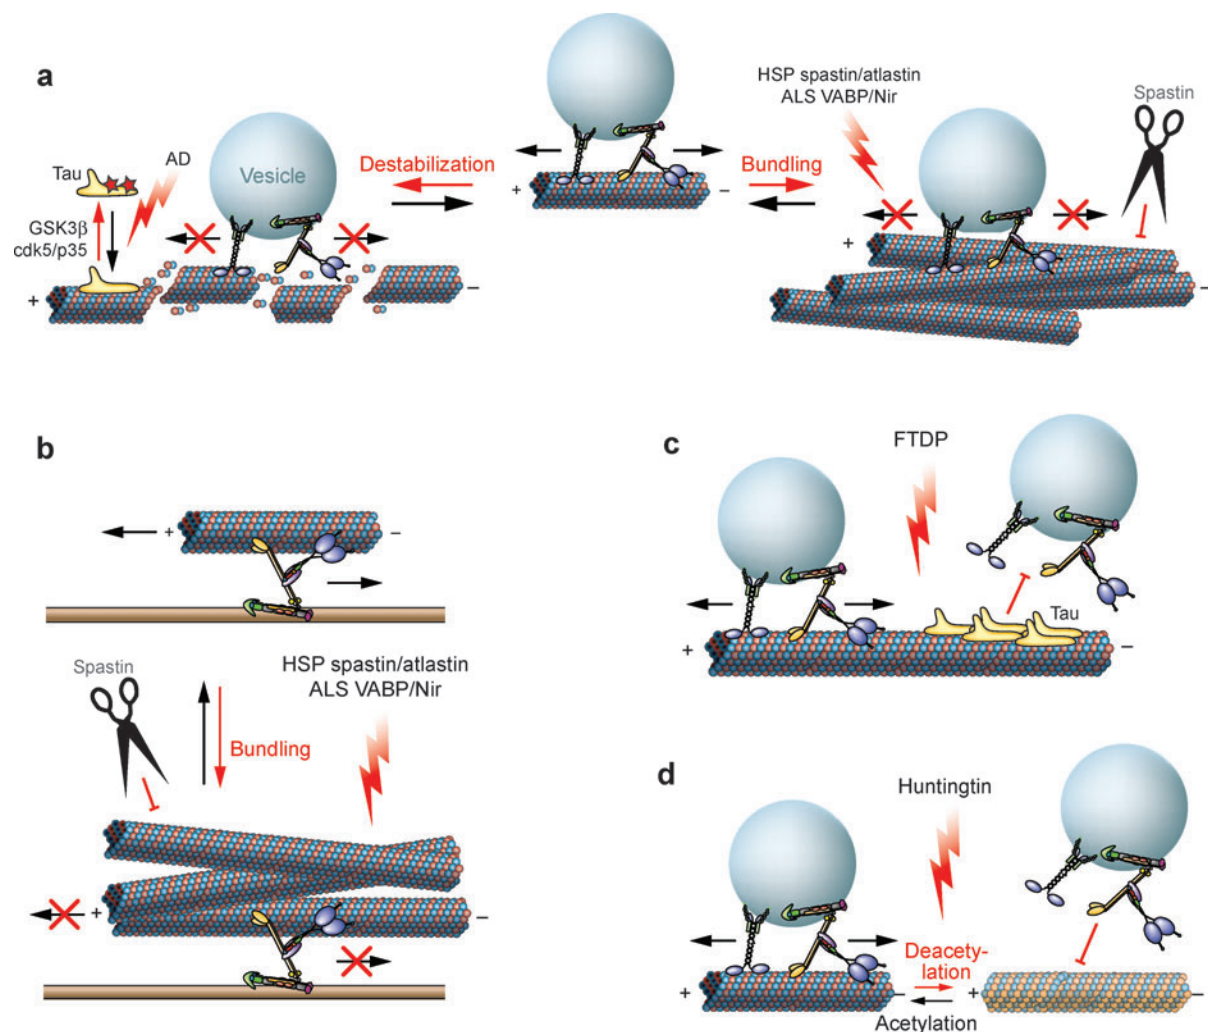 a
HSP spastin/atlastin
ALS VABP/Nir
Spastin
Tau
AD
Vesicle
Destabilization
Bundling
GSK3β
cdk5/p35
+
–
+
–
+
–
b
+
–
Spastin
HSP spastin/atlastin
ALS VABP/Nir
Bundling
+
–
c
FTDP
Tau
+
–
d
Huntingtin
Deacety-
lation
Acetylation
+
–
+
–